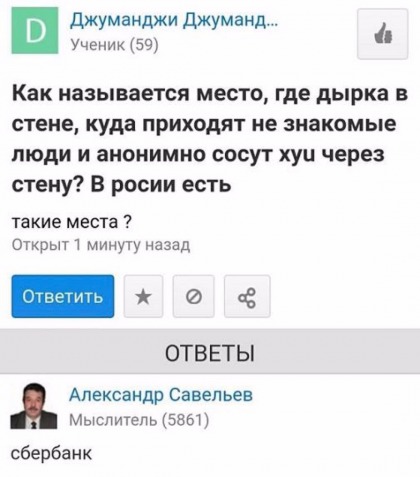 D
Джуманджи Джуманд...
Ученик (59)
Как называется место, где дырка в
стене, куда приходят не знакомые
люди и анонимно сосут хуu через
стену? В росии есть
такие места ?
Открыт 1 минуту назад
Ответить
ОТВЕТЫ
Александр Савельев
Мыслитель (5861)
сбербанк